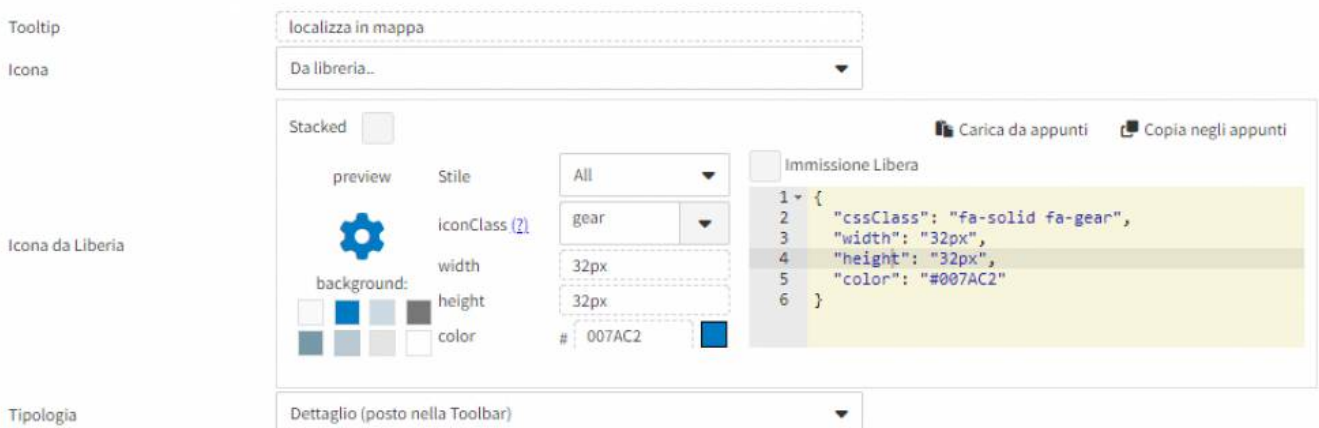 Tooltip
localizza in mappa
Icona
Da libreria..
Icona da Liberia
Stacked
Carica da appunti
Copia negli appunti
preview
Stile
All
iconClass (?)
gear
width
32px
background:
height
32px
color
# 007AC2
Immissione Libera
1 {
2 "cssClass": "fa-solid fa-gear",
3 "width": "32px",
4 "height": "32px",
5 "color": "#007AC2"
6 }
Tipologia
Dettaglio (posto nella Toolbar)